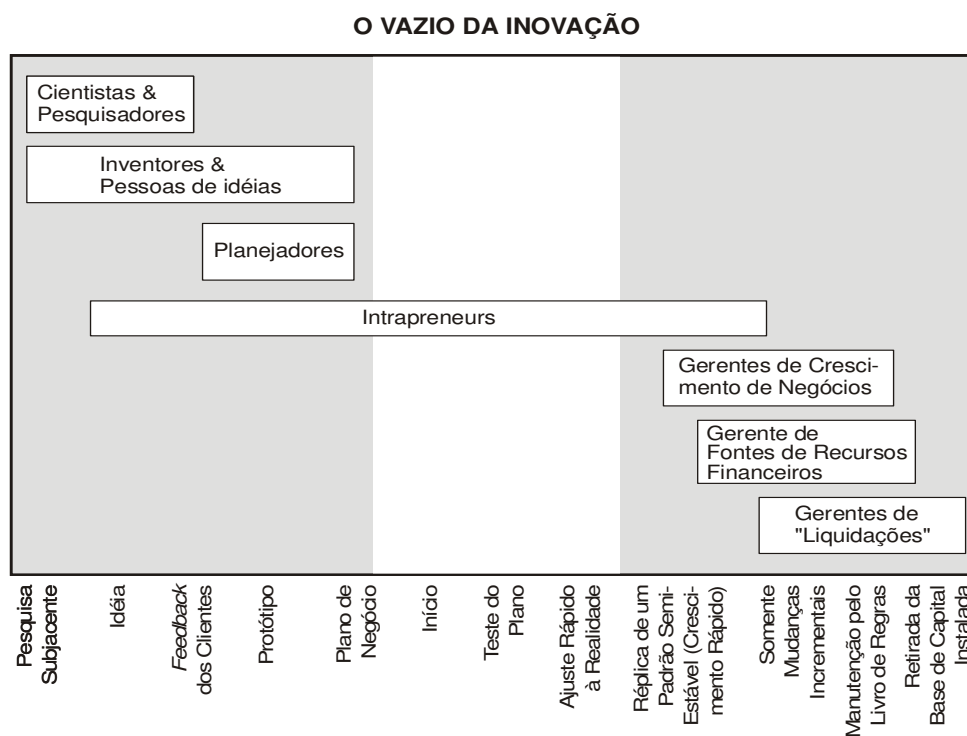 O VAZIO DA INOVAÇÃO
Cientistas &
Pesquisadores
Inventores &
Pessoas de idéias
Planejadores
Intrapreneurs
Gerentes de Cresci-
mento de Negócios
Gerente de
Fontes de Recursos
Financeiros
Gerentes de
"Liquidações"
Pesquisa
Subjacente
Idéia
Feedback
dos Clientes
Protótipo
Plano de
Negócio
Início
Teste do
Plano
Ajuste Rápido
à Realidade
Réplica de um
Padrão Semi-
Estável (Cresci-
mento Rápido)
Somente
Mudanças
Incrementais
Manutenção pelo
Livro de Regras
Retirada da
Base de Capital
Instalada